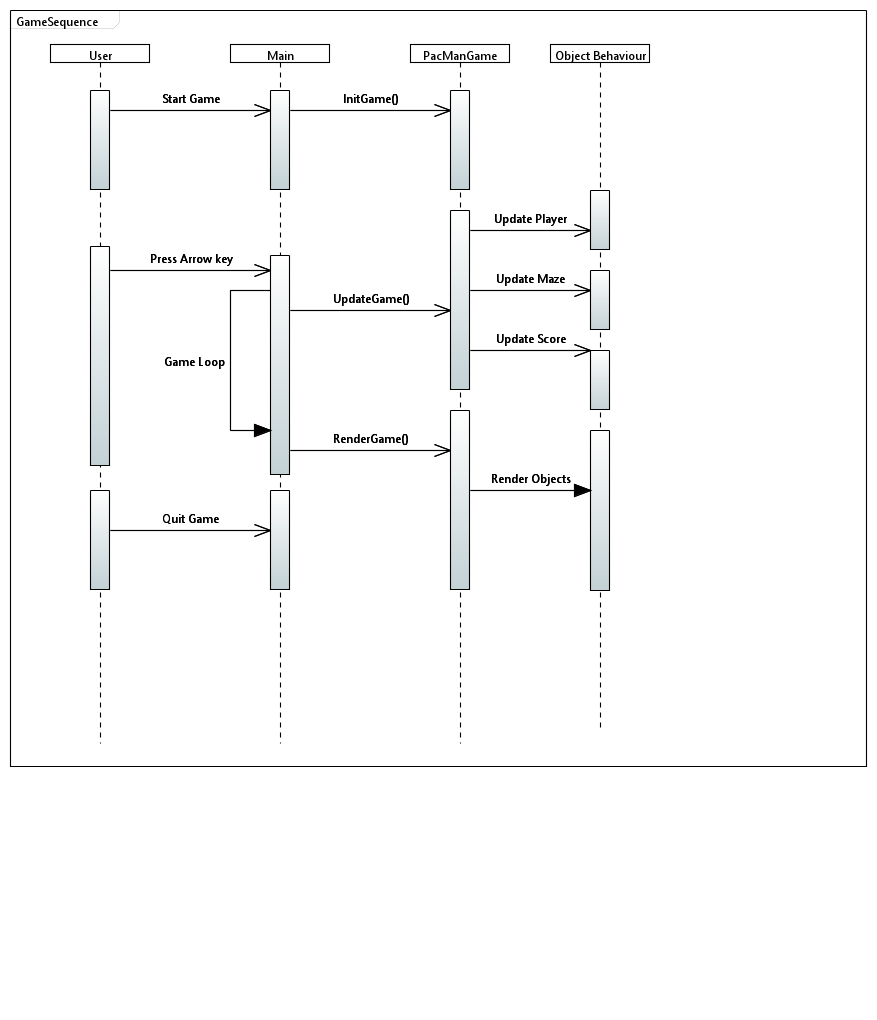 GameSequence
User
Main
PacManGame
Object Behaviour
Start Game
InitGame()
Update Player
Press Arrow key
Update Maze
UpdateGame()
Update Score
Game Loop
RenderGame()
Render Objects
Quit Game